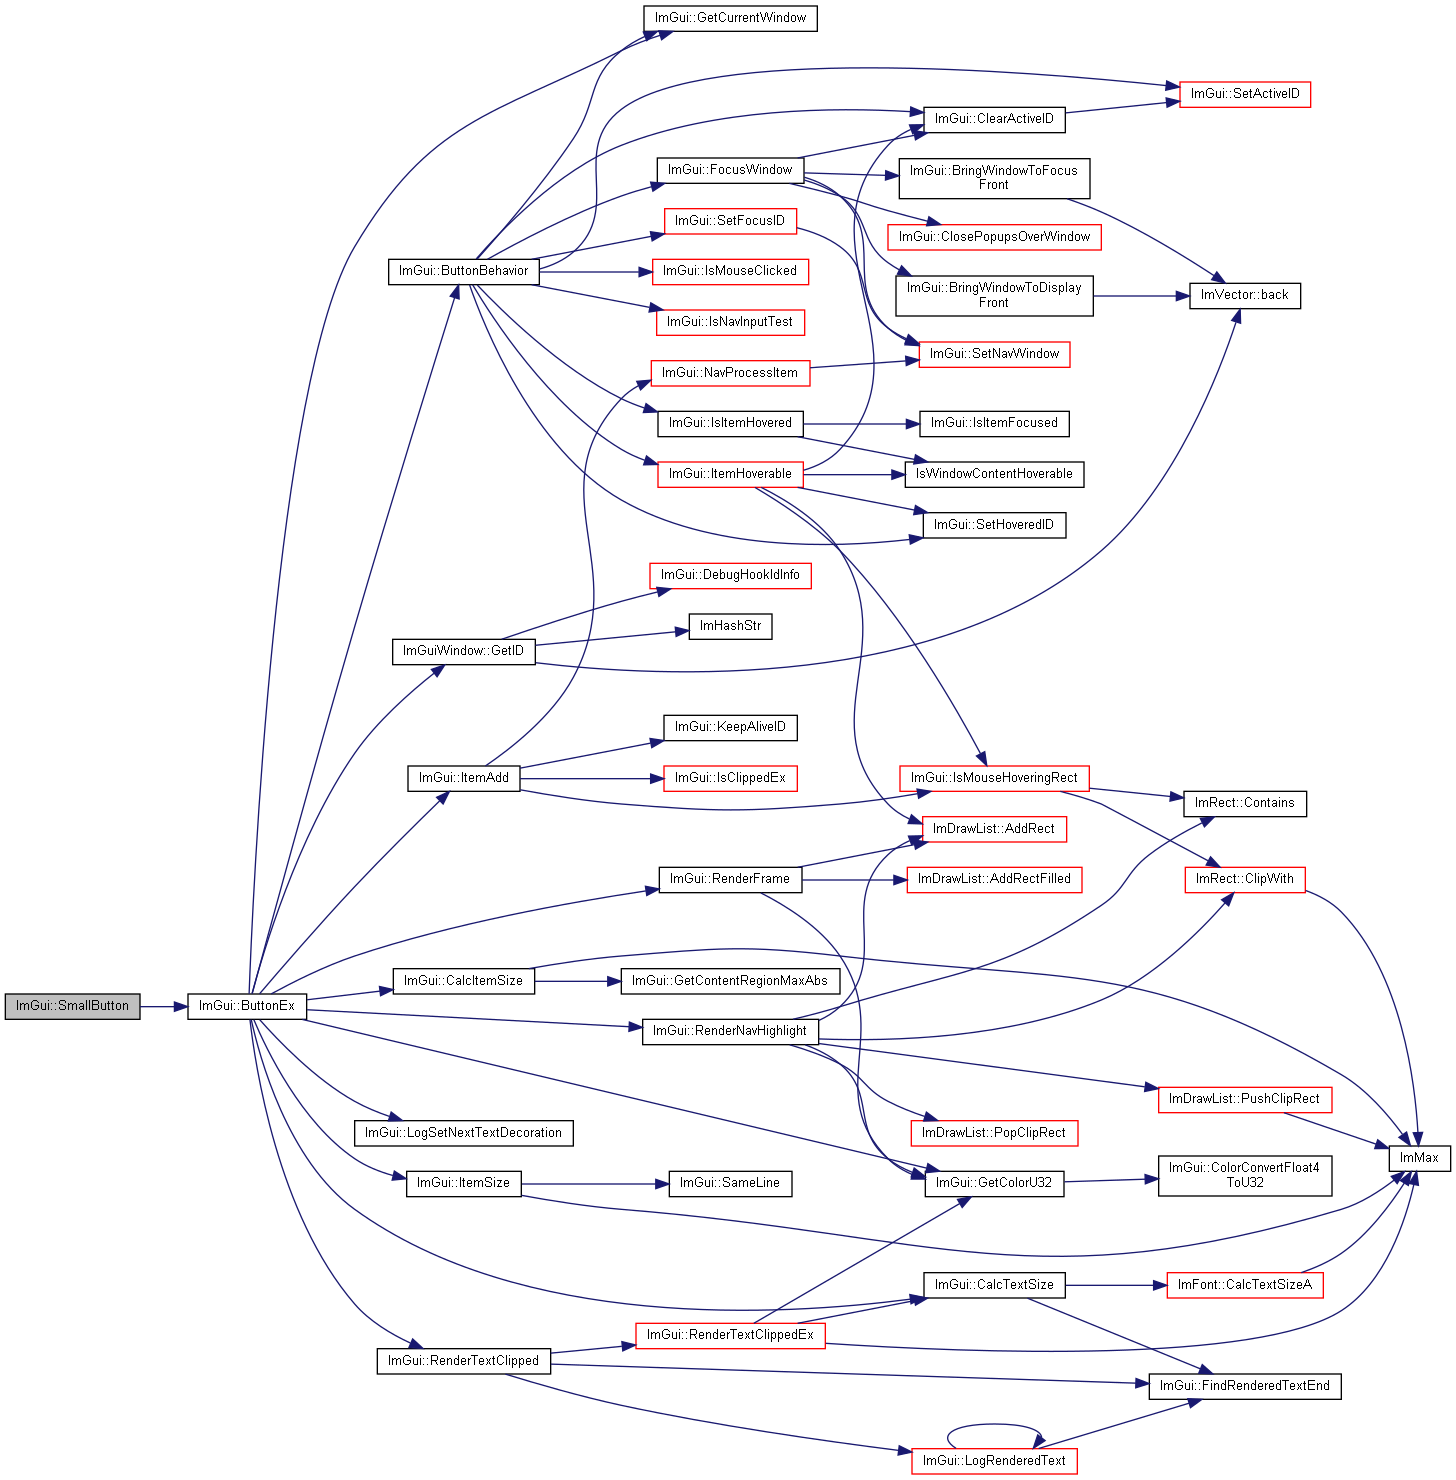 ImGui::GetCurrentWindow
ImGui::SetActiveID
ImGui::ClearActiveID
ImGui::FocusWindow
ImGui::BringWindowToFocus
Front
ImGui::SetFocusID
ImGui::ClosePopupsOverWindow
ImGui::ButtonBehavior
ImGui::IsMouseClicked
ImGui::BringWindowToDisplay
Front
ImVector::back
ImGui::IsNavInputTest
ImGui::SetNavWindow
ImGui::NavProcessItem
ImGui::IsItemHovered
ImGui::IsItemFocused
ImGui::ItemHoverable
IsWindowContentHoverable
ImGui::SetHoveredID
ImGui::DebugHookIdInfo
ImHashStr
ImGuiWindow::GetID
ImGui::KeepAliveID
ImGui::ItemAdd
ImGui::IsClippedEx
ImGui::IsMouseHoveringRect
ImRect::Contains
ImDrawList::AddRect
ImGui::RenderFrame
ImDrawList::AddRectFilled
ImRect::ClipWith
ImGui::CalcItemSize
ImGui::GetContentRegionMaxAbs
ImGui::SmallButton
ImGui::ButtonEx
ImGui::RenderNavHighlight
ImDrawList::PushClipRect
ImGui::LogSetNextTextDecoration
ImDrawList::PopClipRect
ImMax
ImGui::ItemSize
ImGui::SameLine
ImGui::GetColorU32
ImGui::ColorConvertFloat4
ToU32
ImGui::CalcTextSize
ImFont::CalcTextSizeA
ImGui::RenderTextClippedEx
ImGui::RenderTextClipped
ImGui::FindRenderedTextEnd
ImGui::LogRenderedText